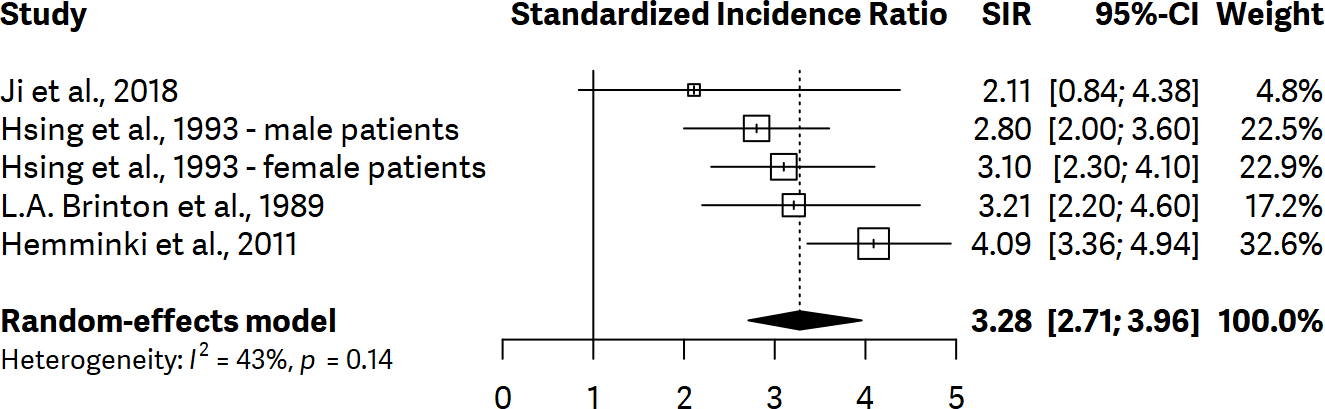 Study Standardized Incidence Ratio SIR 95%-CI Weight
Ji et al., 2018 2.11 [0.84; 4.38] 4.8%
Hsing et al., 1993 - male patients 2.80 [2.00; 3.60] 22.5%
Hsing et al., 1993 - female patients 3.10 [2.30; 4.10] 22.9%
L.A. Brinton et al., 1989 3.21 [2.20; 4.60] 17.2%
Hemminki et al., 2011 4.09 [3.36; 4.94] 32.6%
Random-effects model 3.28 [2.71; 3.96] 100.0%
Heterogeneity: I² = 43%, p = 0.14
0 1 2 3 4 5